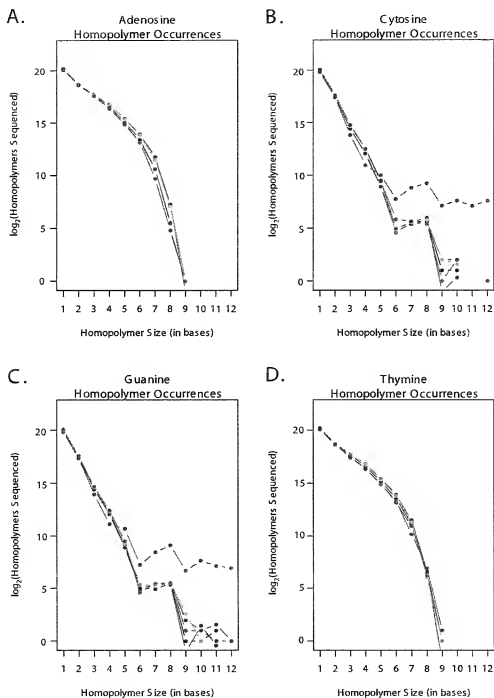 A.
Adenosine
Homopolymer Occurrences
log2(Homopolymers Sequenced)
20
15
10
5
0
1 2 3 4 5 6 7 8 9 10 11 12
Homopolymer Size (in bases)
B.
Cytosine
Homopolymer Occurrences
log2(Homopolymers Sequenced)
20
15
10
5
0
1 2 3 4 5 6 7 8 9 10 11 12
Homopolymer Size (in bases)
C.
Guanine
Homopolymer Occurrences
log2(Homopolymers Sequenced)
20
15
10
5
0
1 2 3 4 5 6 7 8 9 10 11 12
Homopolymer Size (in bases)
D.
Thymine
Homopolymer Occurrences
log2(Homopolymers Sequenced)
20
15
10
5
0
1 2 3 4 5 6 7 8 9 10 11 12
Homopolymer Size (in bases)